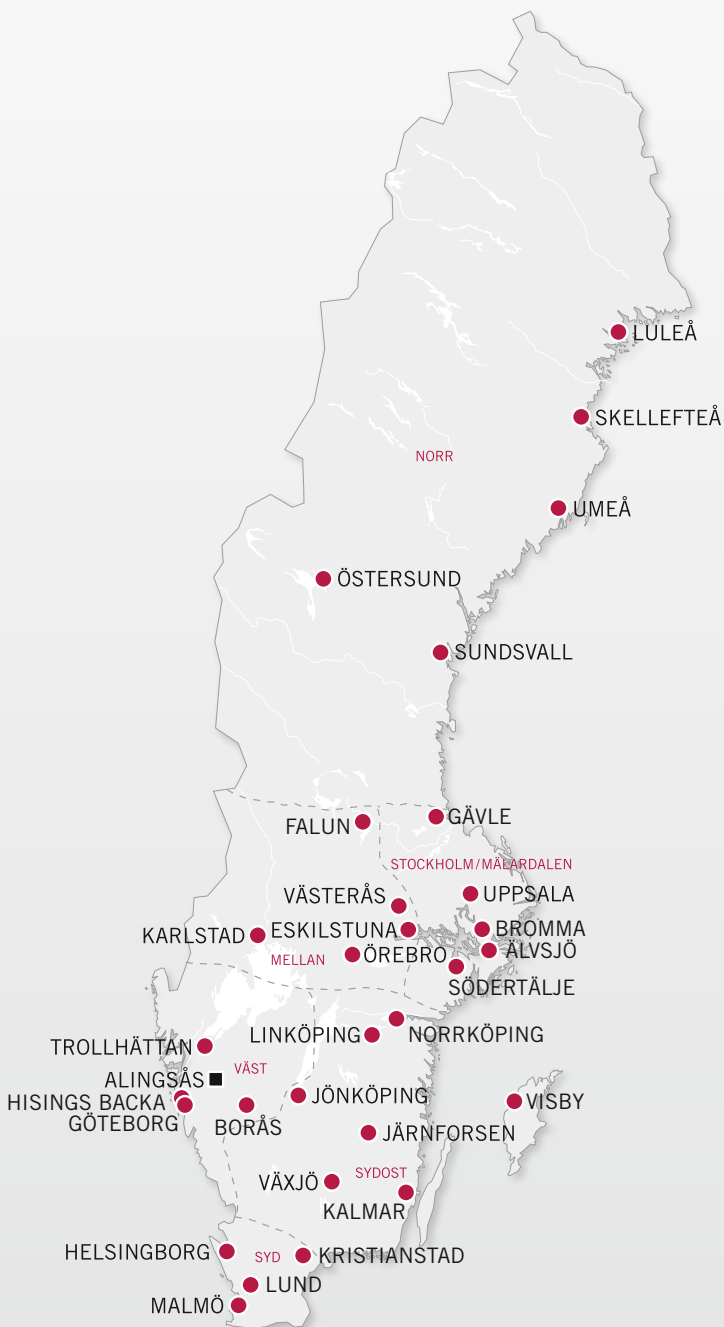 LULEÅ
SKELLEFTEÅ
NORR
UMEÅ
ÖSTERSUND
SUNDSVALL
GÄVLE
FALUN
STOCKHOLM/MÄLARDALEN
VÄSTERÅS
UPPSALA
KARLSTAD
ESKILSTUNA
BROMMA
MELLAN
ÖREBRO
ÄLVSJÖ
SÖDERTÄLJE
LINKÖPING
NORRKÖPING
TROLLHÄTTAN
VÄST
ALINGSÅS
HISINGS BACKA
JÖNKÖPING
VISBY
GÖTEBORG
BORÅS
JÄRNFORSEN
SYDOST
VÄXJÖ
KALMAR
HELSINGBORG
SYD
KRISTIANSTAD
LUND
MALMÖ